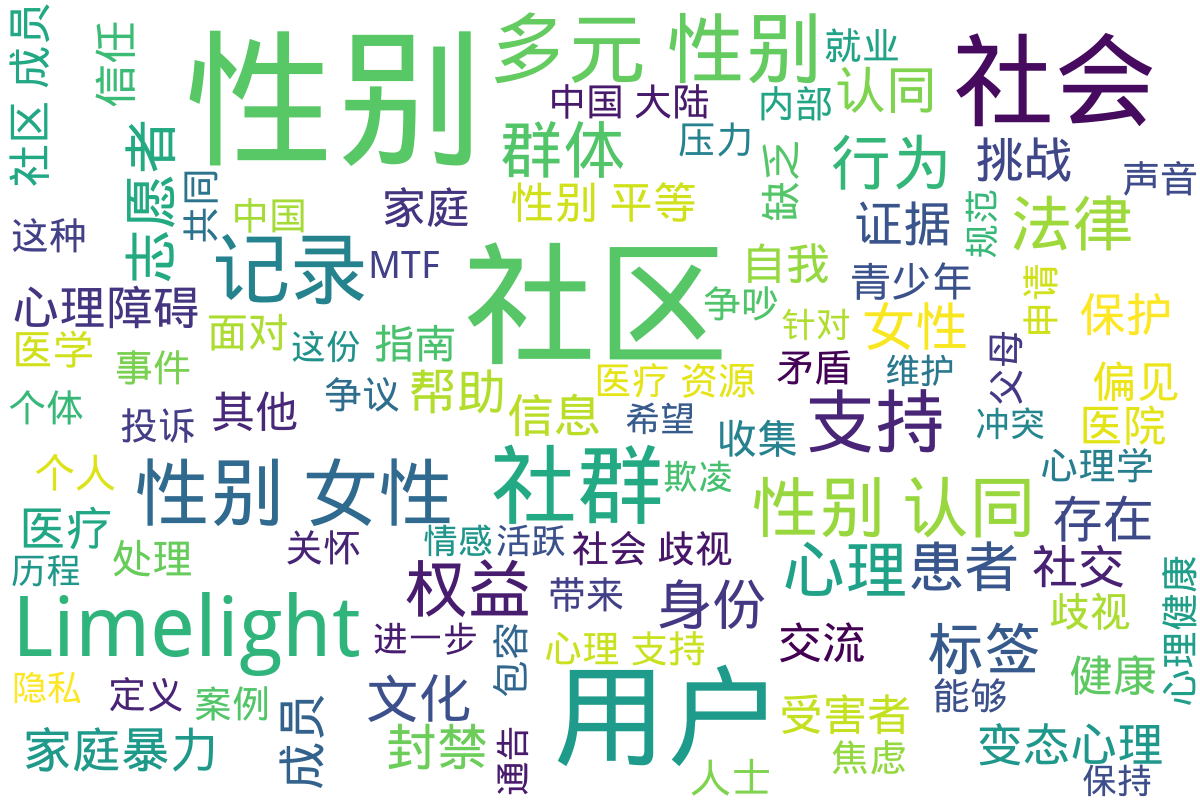 社区 成员
信任
性别
多元 性别
就业
社会
中国 大陆
内部
认同
志愿者
群体
压力
缺乏
行为
挑战
声音
共同
中国
家庭
性别 平等
证据
规范
法律
这种
记录
MTF
社区
自我
青少年
申请
心理障碍
面对
这份
指南
争吵
针对
女性
保护
医学
事件
争议
帮助
医疗 资源
矛盾
维护
父母
偏见
个体
投诉
其他
信息
希望
收集
支持
冲突
医院
个人
性别 女性
社群
欺凌
性别 认同
心理学
存在
医疗
处理
关怀
情感
活跃
社会 歧视
心理
患者
社交
历程
Limelight
权益
带来
身份
歧视
心理健康
进一步
包容
心理 支持
交流
标签
健康
隐私
定义
案例
文化
用户
能够
受害者
家庭暴力
成员
封禁
通告
人士
焦虑
变态心理
保持